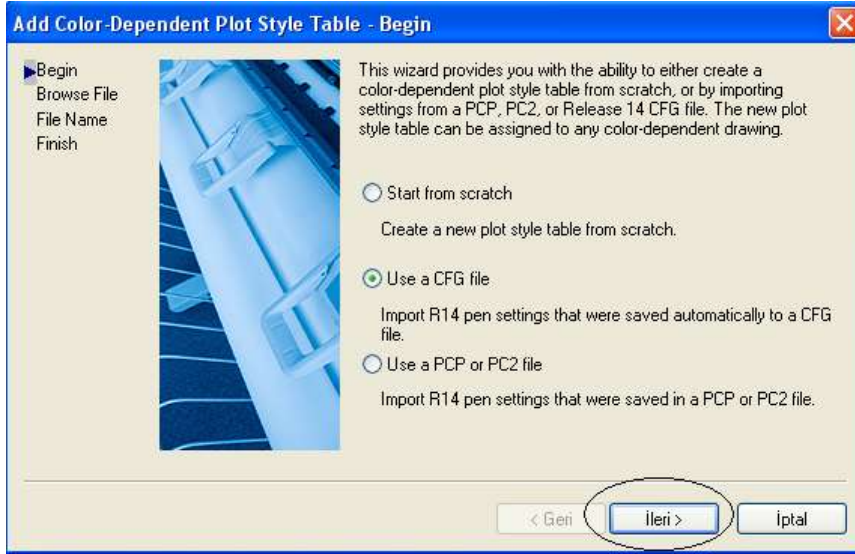 Add Color-Dependent Plot Style Table - Begin
Begin
Browse File
File Name
Finish
This wizard provides you with the ability to either create a
color-dependent plot style table from scratch, or by importing
settings from a PCP, PC2, or Release 14 CFG file. The new plot
style table can be assigned to any color-dependent drawing.
Start from scratch
Create a new plot style table from scratch.
Use a CFG file
Import R14 pen settings that were saved automatically to a CFG
file.
Use a PCP or PC2 file
Import R14 pen settings that were saved in a PCP or PC2 file.
< Geri
İleri >
İptal